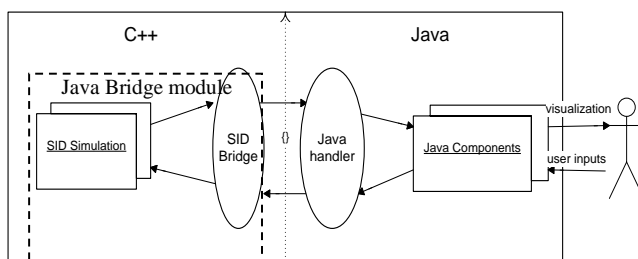 C++
Java
Java Bridge module
visualization
SID Simulation
SID
Bridge
{}
Java
handler
Java Components
user inputs